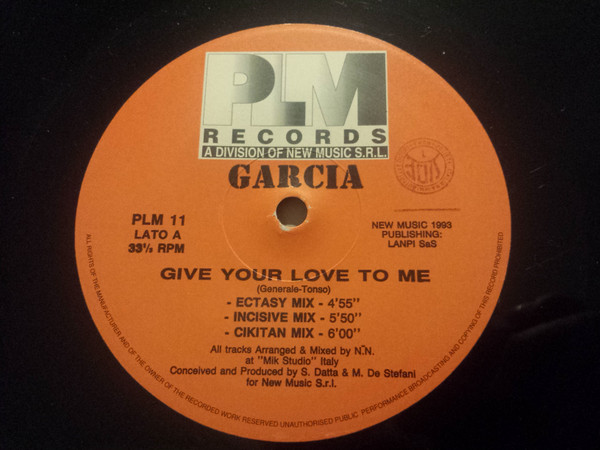 PLM
RECORDS
A DIVISION OF NEW MUSIC S.R.L.
GARCIA
PLM 11
LATO A
33⅓ RPM
NEW MUSIC 1993
PUBLISHING:
LANPI SaS
GIVE YOUR LOVE TO ME
(Generale-Tonso)
- ECTASY MIX - 4'55"
- INCISIVE MIX - 5'50"
- CIKITAN MIX - 6'00"
All tracks Arranged & Mixed by N.N.
at "Mik Studio" Italy
Conceived and Produced by S. Datta & M. De Stefani
for New Music S.r.l.
ALL RIGHTS OF THE MANUFACTURER AND OF THE OWNER OF THE RECORDED WORK RESERVED UNAUTHORISED PUBLIC PERFORMANCE BROADCASTING AND COPYING OF THIS RECORD PROHIBITED